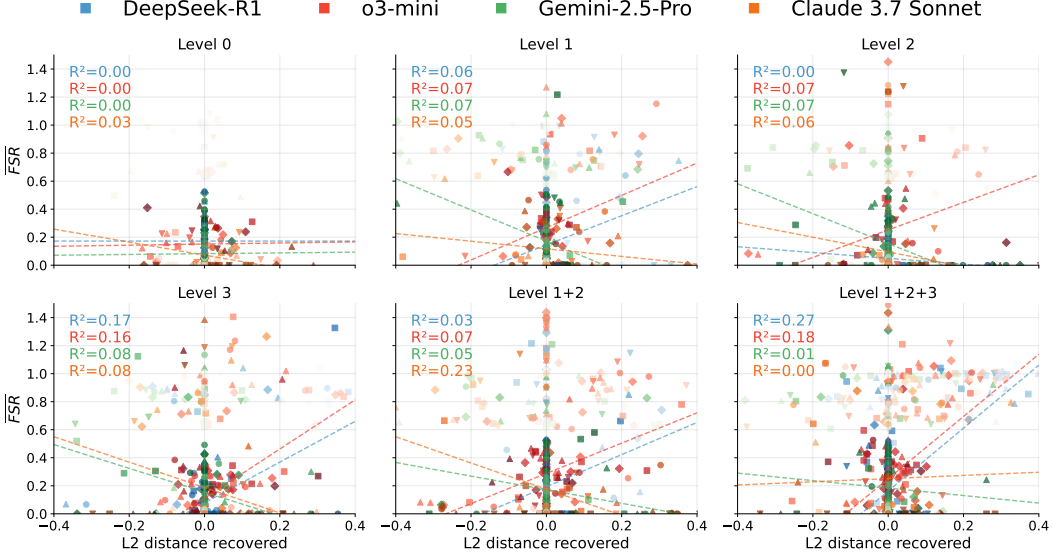 DeepSeek-R1 o3-mini Gemini-2.5-Pro Claude 3.7 Sonnet
Level 0
1.4
1.2
1.0
0.8
0.6
0.4
0.2
0.0
FSR
R²=0.00
R²=0.00
R²=0.00
R²=0.03
Level 1
R²=0.06
R²=0.07
R²=0.07
R²=0.05
Level 2
R²=0.00
R²=0.07
R²=0.07
R²=0.06
Level 3
1.4
1.2
1.0
0.8
0.6
0.4
0.2
0.0
FSR
R²=0.17
R²=0.16
R²=0.08
R²=0.08
−0.4 −0.2 0.0 0.2 0.4
L2 distance recovered
Level 1+2
R²=0.03
R²=0.07
R²=0.05
R²=0.23
−0.4 −0.2 0.0 0.2 0.4
L2 distance recovered
Level 1+2+3
R²=0.27
R²=0.18
R²=0.01
R²=0.00
−0.4 −0.2 0.0 0.2 0.4
L2 distance recovered